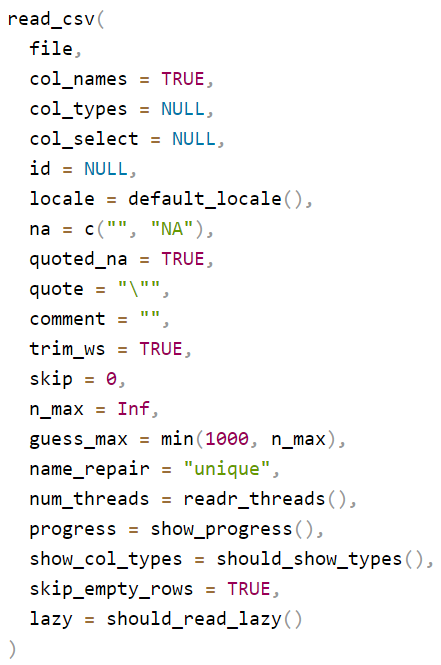 read_csv(
  file,
  col_names = TRUE,
  col_types = NULL,
  col_select = NULL,
  id = NULL,
  locale = default_locale(),
  na = c("", "NA"),
  quoted_na = TRUE,
  quote = "\"",
  comment = "",
  trim_ws = TRUE,
  skip = 0,
  n_max = Inf,
  guess_max = min(1000, n_max),
  name_repair = "unique",
  num_threads = readr_threads(),
  progress = show_progress(),
  show_col_types = should_show_types(),
  skip_empty_rows = TRUE,
  lazy = should_read_lazy()
)